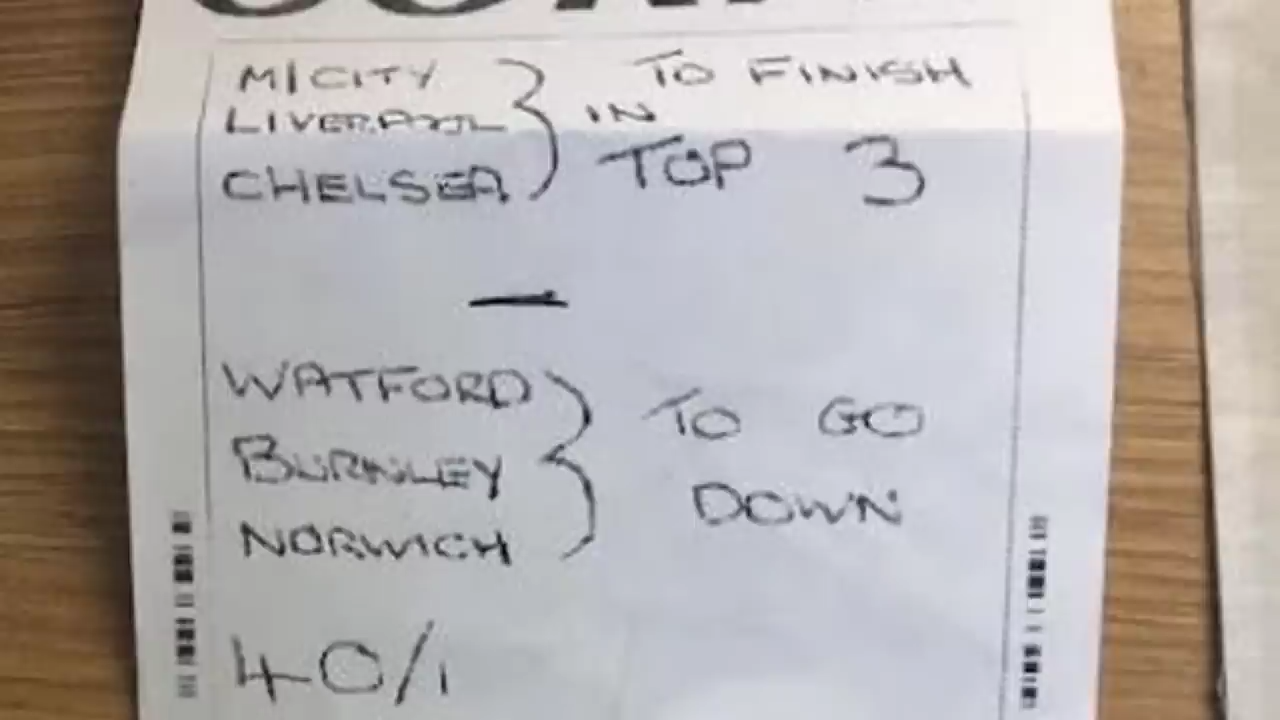 M/CITY
LIVERPOOL
CHELSEA
TO FINISH
IN
TOP 3
—
WATFORD
BURNLEY
NORWICH
TO GO
DOWN
40/1